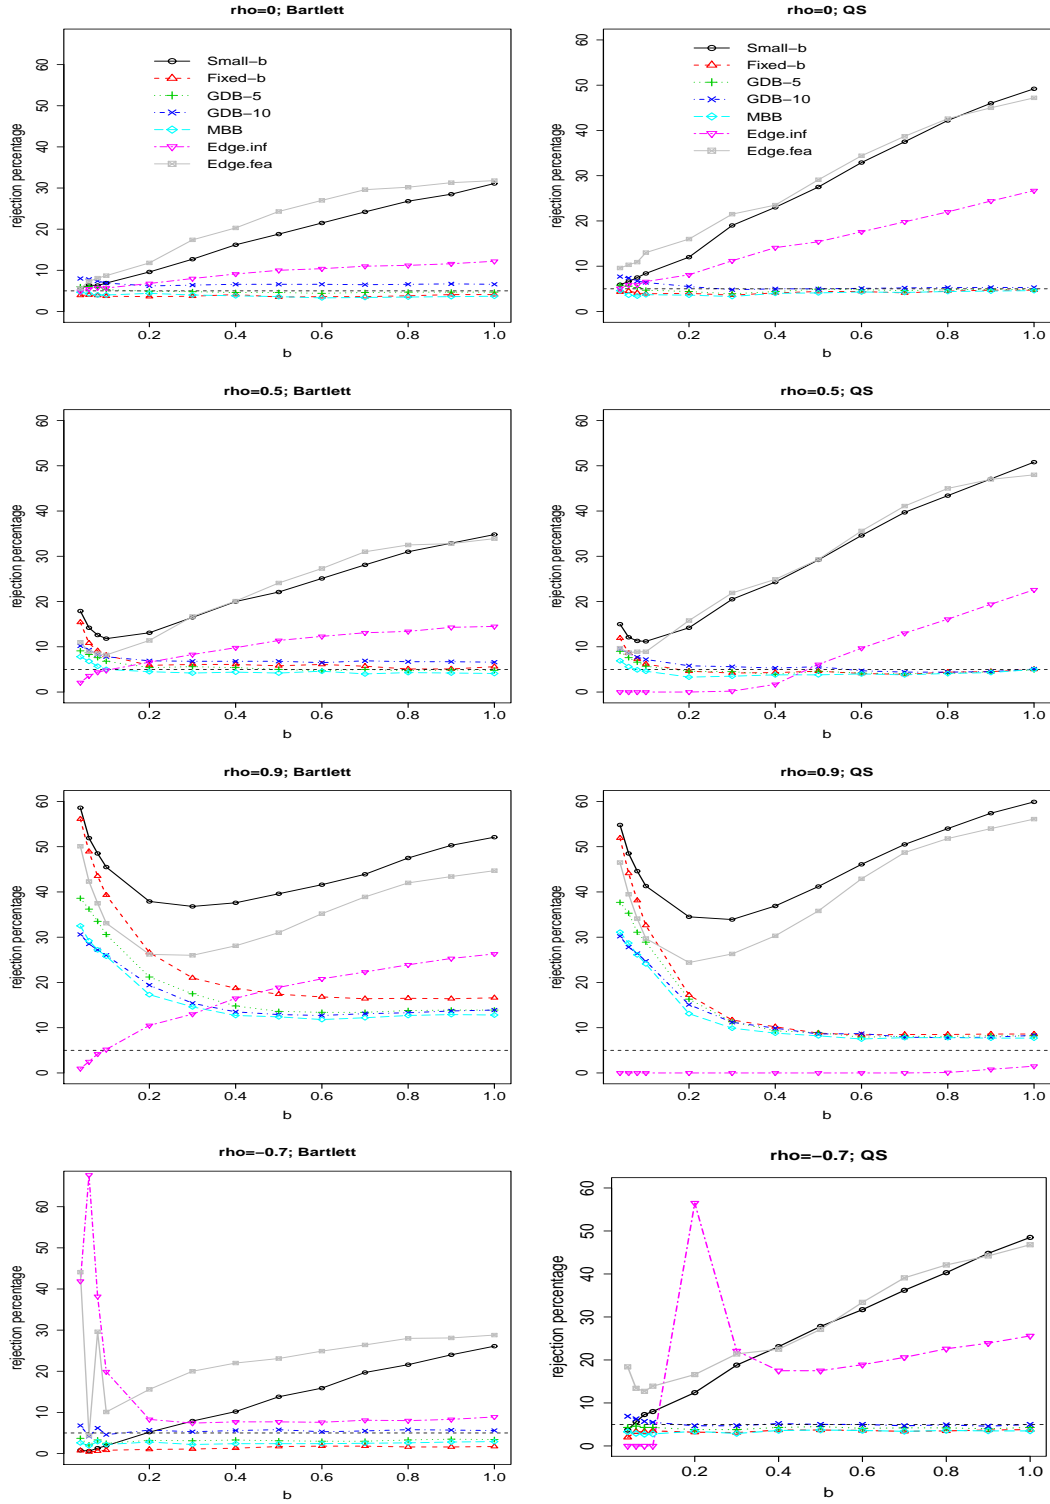 rho=0; Bartlett
rejection percentage
0 10 20 30 40 50 60
Small−b
Fixed−b
GDB−5
GDB−10
MBB
Edge.inf
Edge.fea
0.2 0.4 0.6 0.8 1.0
b
rho=0; QS
rejection percentage
0 10 20 30 40 50 60
Small−b
Fixed−b
GDB−5
GDB−10
MBB
Edge.inf
Edge.fea
0.2 0.4 0.6 0.8 1.0
b
rho=0.5; Bartlett
rejection percentage
0 10 20 30 40 50 60
0.2 0.4 0.6 0.8 1.0
b
rho=0.5; QS
rejection percentage
0 10 20 30 40 50 60
0.2 0.4 0.6 0.8 1.0
b
rho=0.9; Bartlett
rejection percentage
0 10 20 30 40 50 60
0.2 0.4 0.6 0.8 1.0
b
rho=0.9; QS
rejection percentage
0 10 20 30 40 50 60
0.2 0.4 0.6 0.8 1.0
b
rho=−0.7; Bartlett
rejection percentage
0 10 20 30 40 50 60
0.2 0.4 0.6 0.8 1.0
b
rho=−0.7; QS
rejection percentage
0 10 20 30 40 50 60
0.2 0.4 0.6 0.8 1.0
b